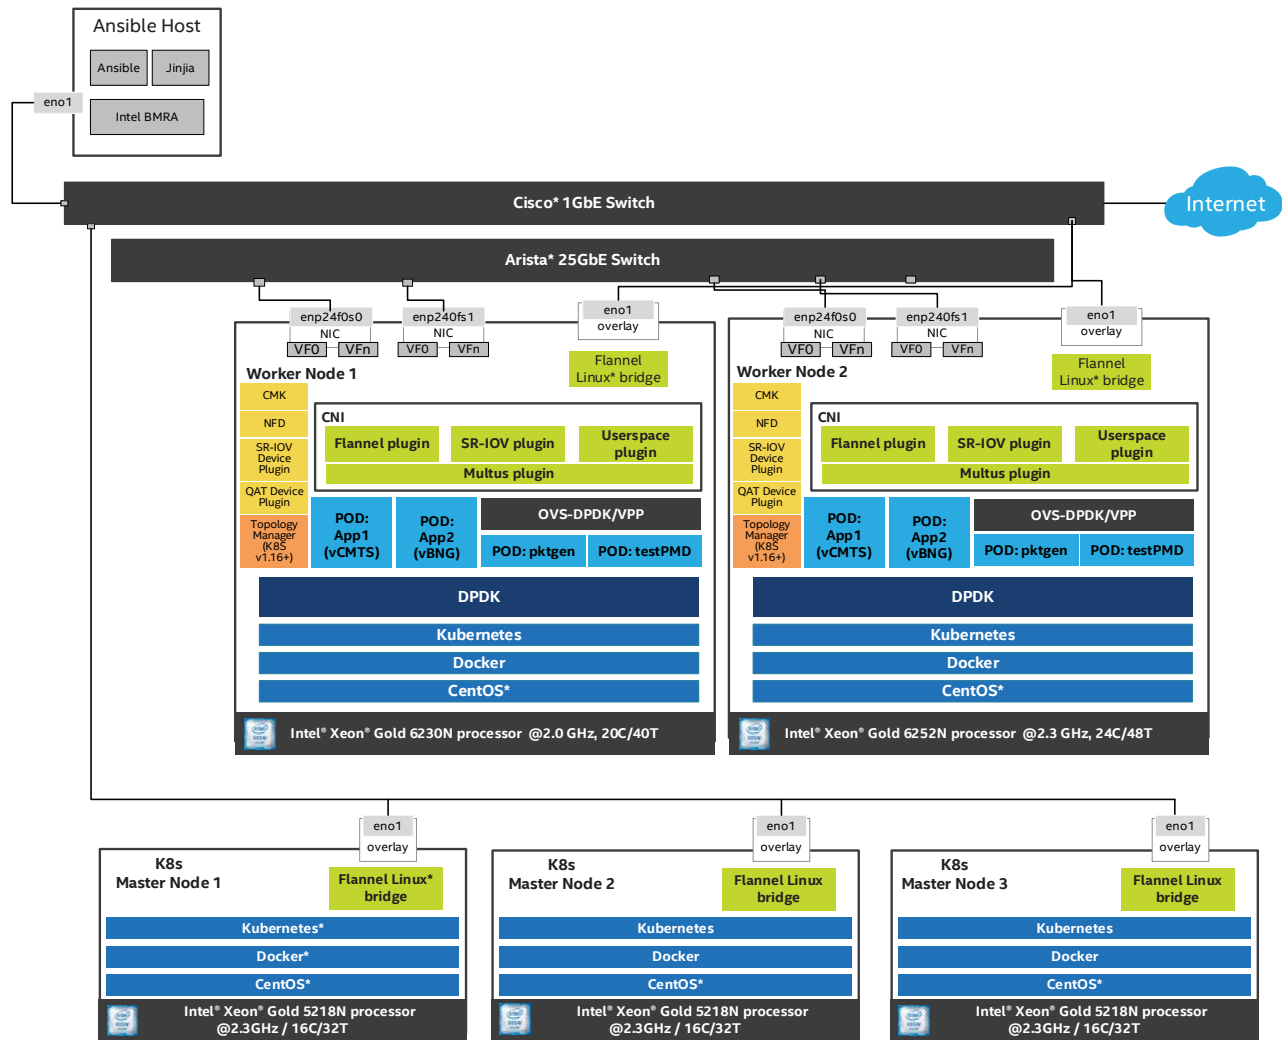 Ansible Host
Ansible
Jinjia
eno1
Intel BMRA
Cisco* 1GbE Switch
Internet
Arista* 25GbE Switch
enp24f0s0
NIC
VF0
VFn
enp240fs1
NIC
VF0
VFn
eno1
overlay
Flannel
Linux* bridge
Worker Node 1
CMK
NFD
SR-IOV
Device
Plugin
QAT Device
Plugin
Topology
Manager
(K8S
v1.16+)
CNI
Flannel plugin
SR-IOV plugin
Userspace
plugin
Multus plugin
POD:
App1
(vCMTS)
POD:
App2
(vBNG)
OVS-DPDK/VPP
POD: pktgen
POD: testPMD
DPDK
Kubernetes
Docker
CentOS*
Intel® Xeon® Gold 6230N processor @2.0 GHz, 20C/40T
enp24f0s0
NIC
VF0
VFn
enp240fs1
NIC
VF0
VFn
eno1
overlay
Flannel
Linux* bridge
Worker Node 2
CMK
NFD
SR-IOV
Device
Plugin
QAT Device
Plugin
Topology
Manager
(K8S
v1.16+)
CNI
Flannel plugin
SR-IOV plugin
Userspace
plugin
Multus plugin
POD:
App1
(vCMTS)
POD:
App2
(vBNG)
OVS-DPDK/VPP
POD: pktgen
POD: testPMD
DPDK
Kubernetes
Docker
CentOS*
Intel® Xeon® Gold 6252N processor @2.3 GHz, 24C/48T
eno1
overlay
K8s
Master Node 1
Flannel Linux*
bridge
Kubernetes*
Docker*
CentOS*
Intel® Xeon® Gold 5218N processor
@2.3GHz / 16C/32T
eno1
overlay
K8s
Master Node 2
Flannel Linux
bridge
Kubernetes
Docker
CentOS*
Intel® Xeon® Gold 5218N processor
@2.3GHz / 16C/32T
eno1
overlay
K8s
Master Node 3
Flannel Linux
bridge
Kubernetes
Docker
CentOS*
Intel® Xeon® Gold 5218N processor
@2.3GHz / 16C/32T